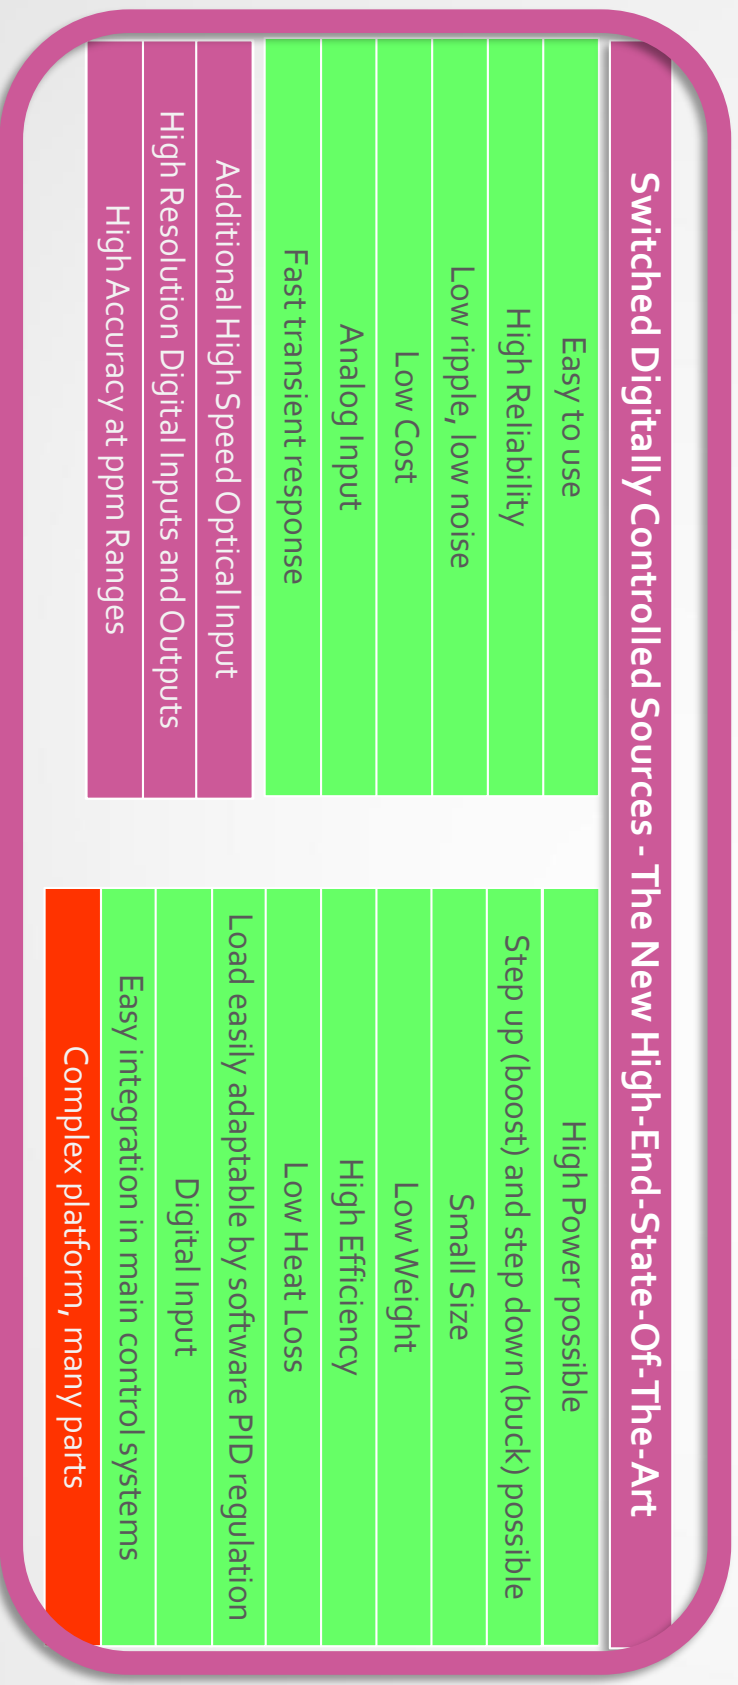 Switched Digitally Controlled Sources - The New High-End-State-Of-The-Art
Easy to use
High Reliability
Low ripple, low noise
Low Cost
Analog Input
Fast transient response
Additional High Speed Optical Input
High Resolution Digital Inputs and Outputs
High Accuracy at ppm Ranges
High Power possible
Step up (boost) and step down (buck) possible
Small Size
Low Weight
High Efficiency
Low Heat Loss
Load easily adaptable by software PID regulation
Digital Input
Easy integration in main control systems
Complex platform, many parts